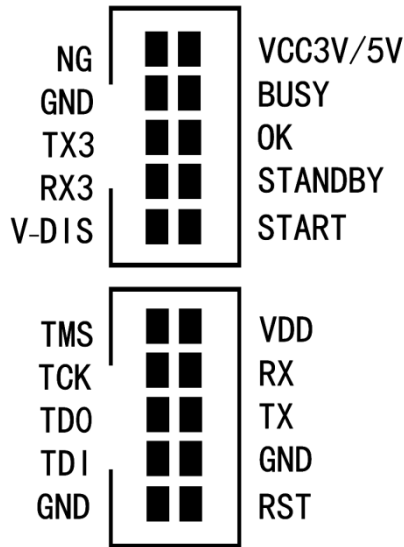 NG VCC3V/5V
GND BUSY
TX3 OK
RX3 STANDBY
V-DIS START
TMS VDD
TCK RX
TDO TX
TDI GND
GND RST